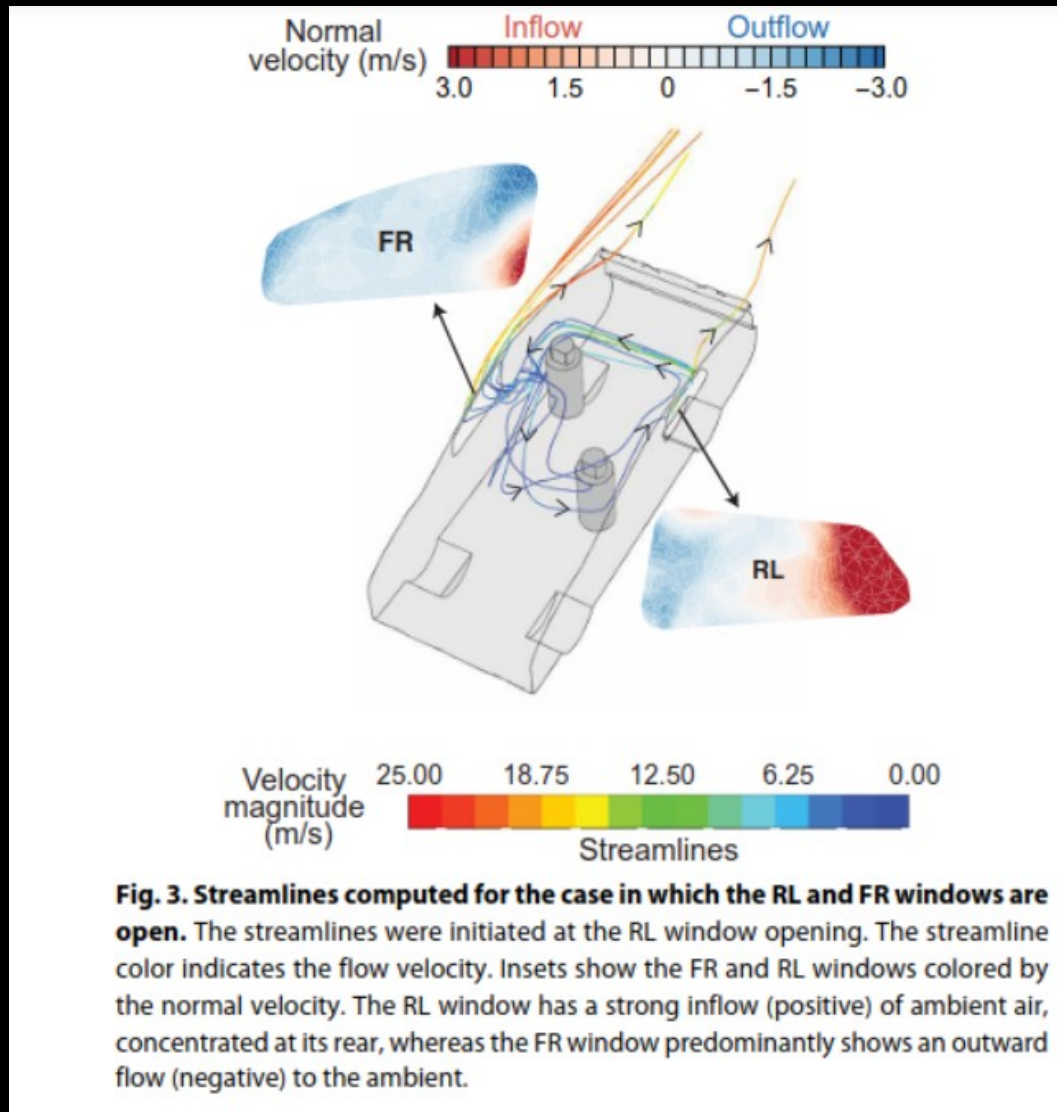 Normal
velocity (m/s)
Inflow
Outflow
3.0 1.5 0 −1.5 −3.0
FR
RL
Velocity
magnitude
(m/s)
25.00 18.75 12.50 6.25 0.00
Streamlines
Fig. 3. Streamlines computed for the case in which the RL and FR windows are
open. The streamlines were initiated at the RL window opening. The streamline
color indicates the flow velocity. Insets show the FR and RL windows colored by
the normal velocity. The RL window has a strong inflow (positive) of ambient air,
concentrated at its rear, whereas the FR window predominantly shows an outward
flow (negative) to the ambient.